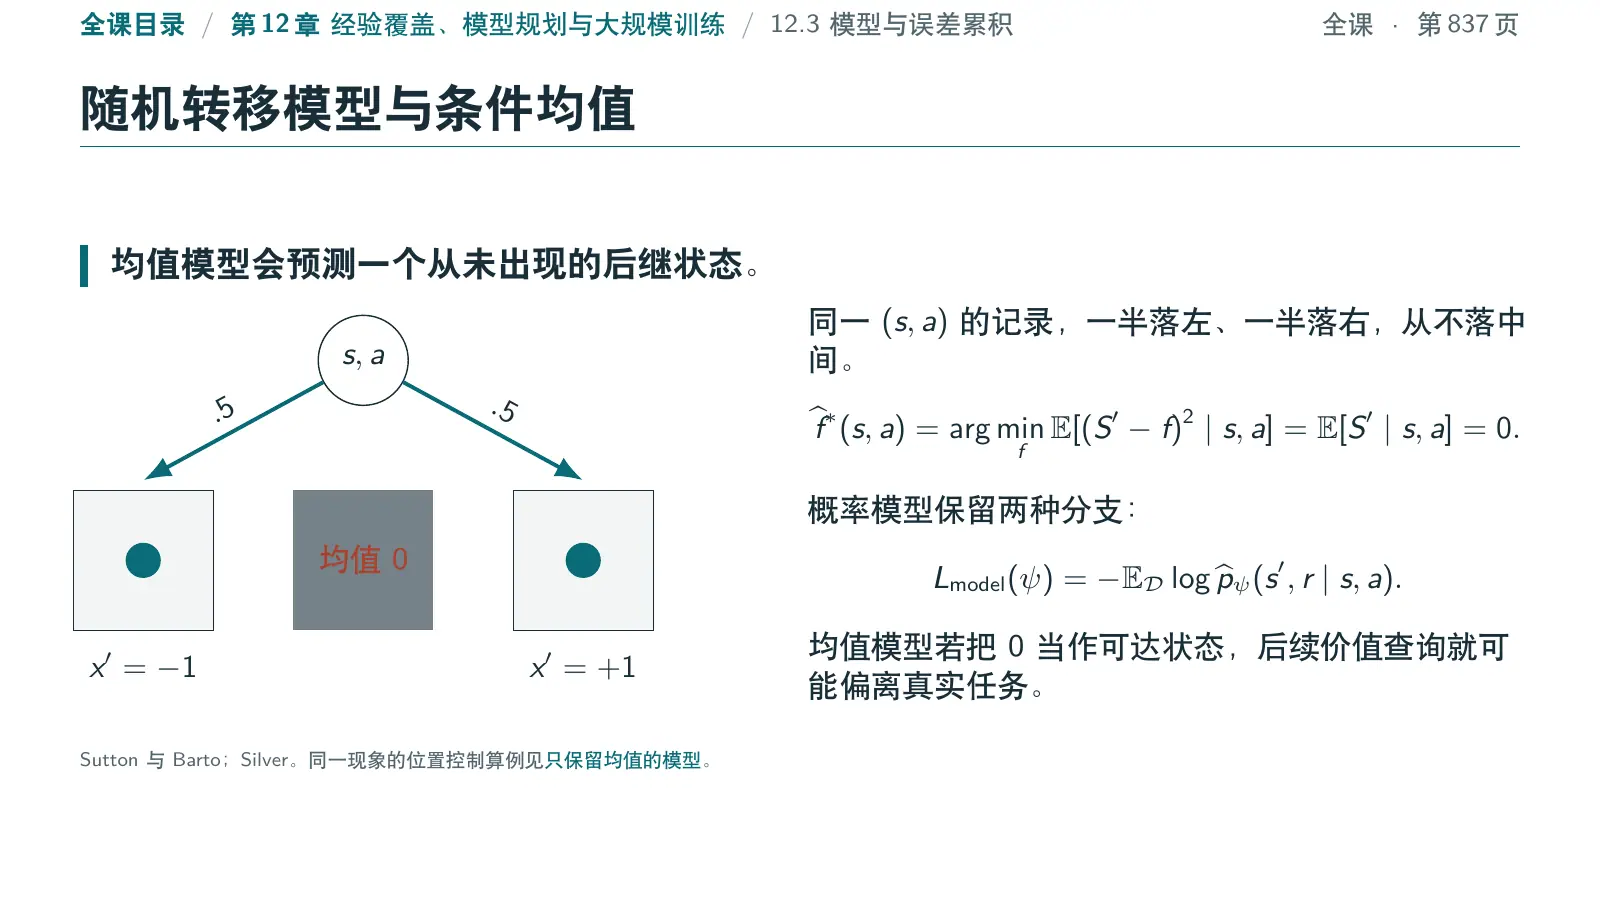 全课目录 / 第 12 章 经验覆盖、模型规划与大规模训练 / 12.3 模型与误差累积 全课 · 第 837 页
随机转移模型与条件均值
均值模型会预测一个从未出现的后继状态。
s, a
.5 .5
均值 0
x′ = −1 x′ = +1
同一 (s, a) 的记录，一半落左、一半落右，从不落中
间。
f̂*(s, a) = arg min_f 𝔼[(S′ − f)² | s, a] = 𝔼[S′ | s, a] = 0.
概率模型保留两种分支：
L_model(ψ) = −𝔼_𝒟 log p̂_ψ(s′, r | s, a).
均值模型若把 0 当作可达状态，后续价值查询就可
能偏离真实任务。
Sutton 与 Barto；Silver。同一现象的位置控制算例见只保留均值的模型。